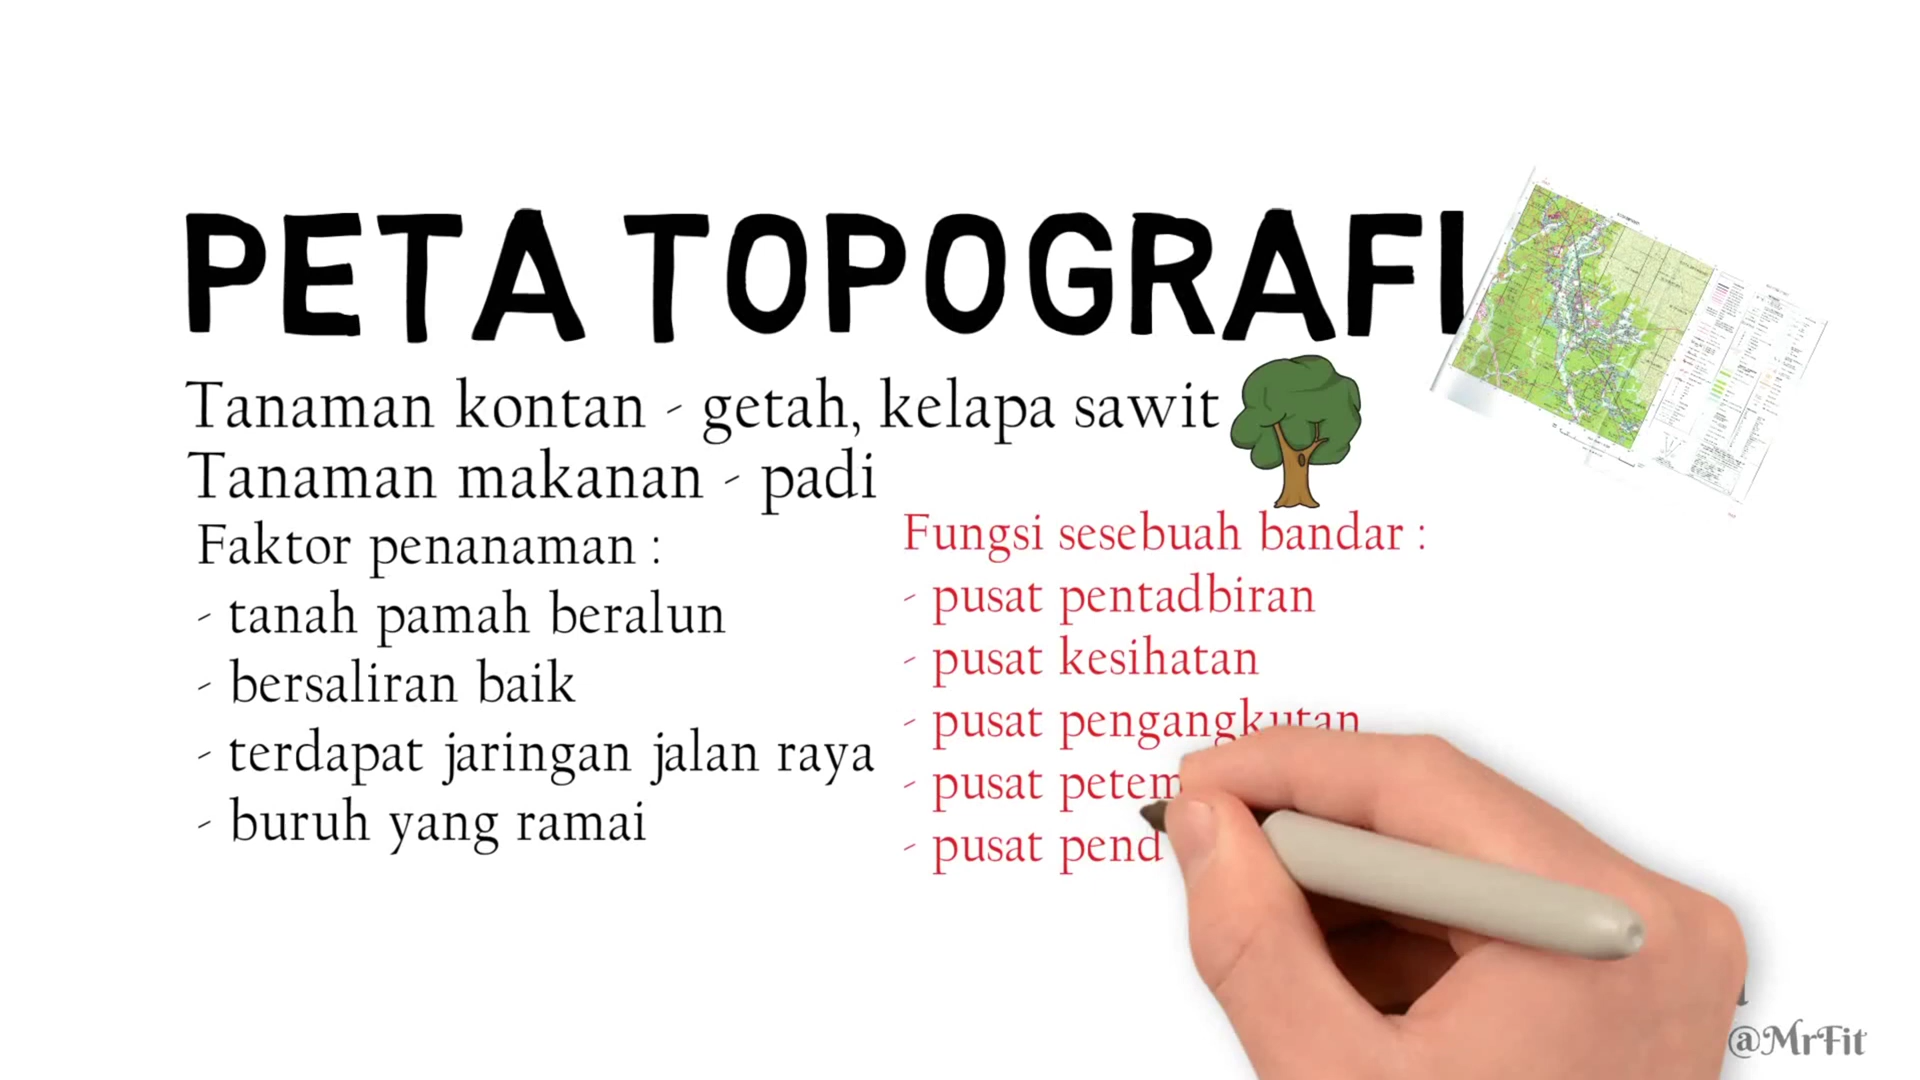 PETA TOPOGRAFI
Tanaman kontan - getah, kelapa sawit
Tanaman makanan - padi
Faktor penanaman :
- tanah pamah beralun
- bersaliran baik
- terdapat jaringan jalan raya
- buruh yang ramai
Fungsi sesebuah bandar :
- pusat pentadbiran
- pusat kesihatan
- pusat pengangkutan
- pusat
- pusat
@MrFit